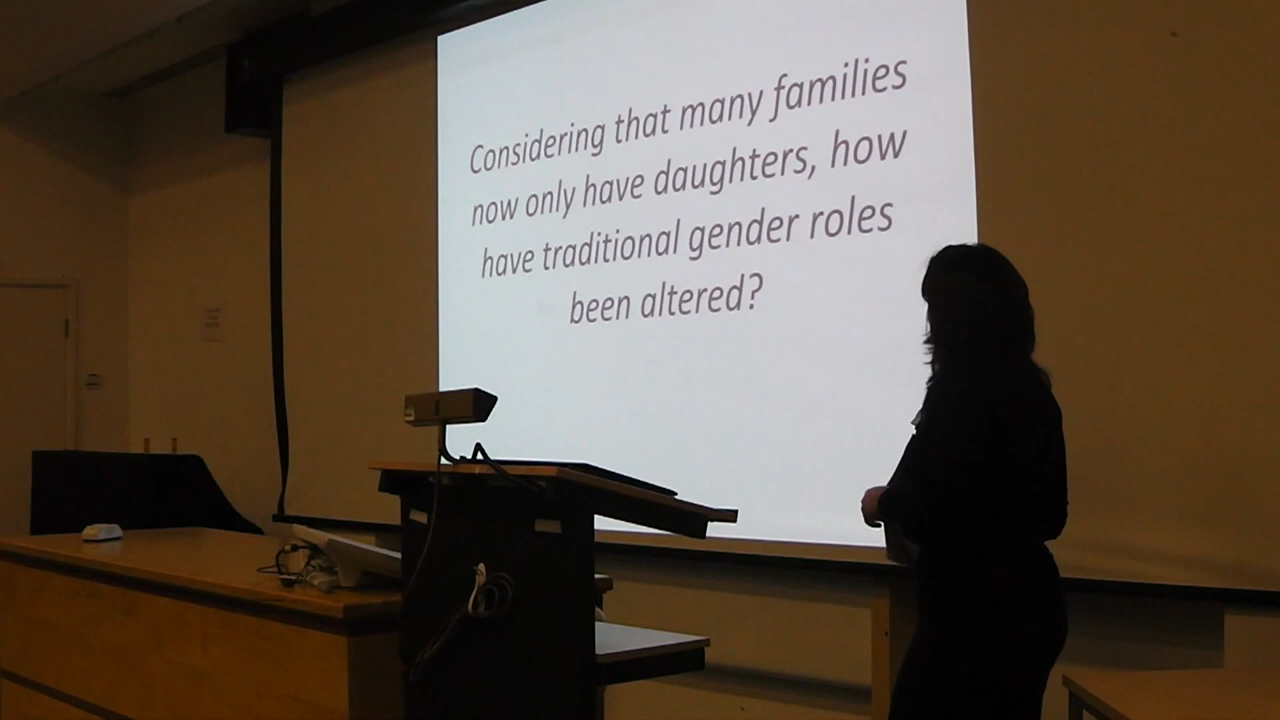 Considering that many families
now only have daughters, how
have traditional gender roles
been altered?